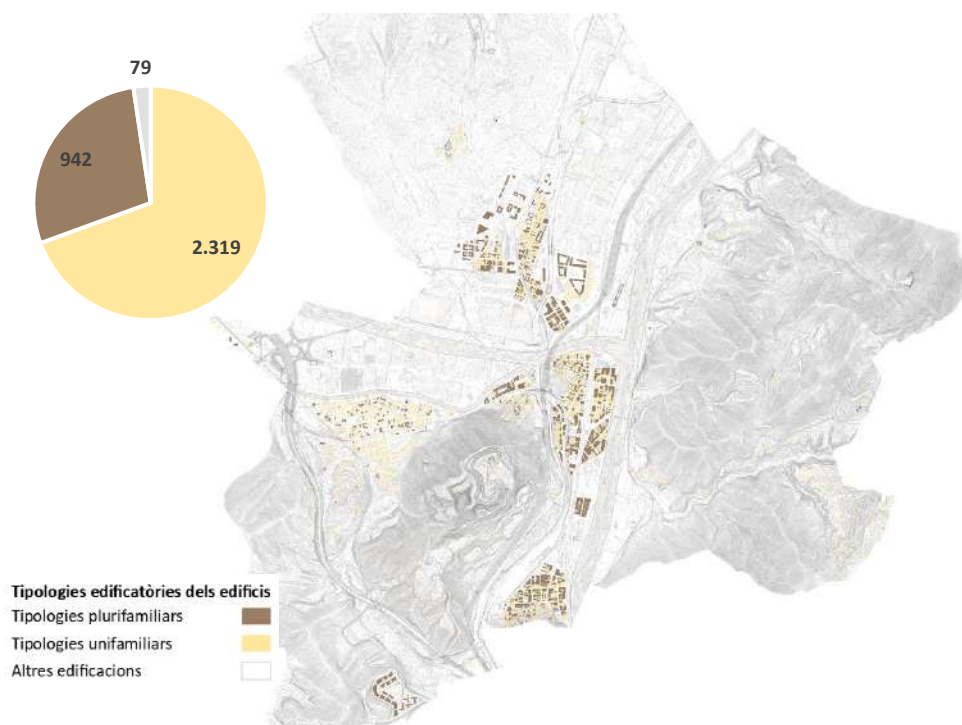 79
942
2.319
Tipologies edificatòries dels edificis
Tipologies plurifamiliars
Tipologies unifamiliars
Altres edificacions